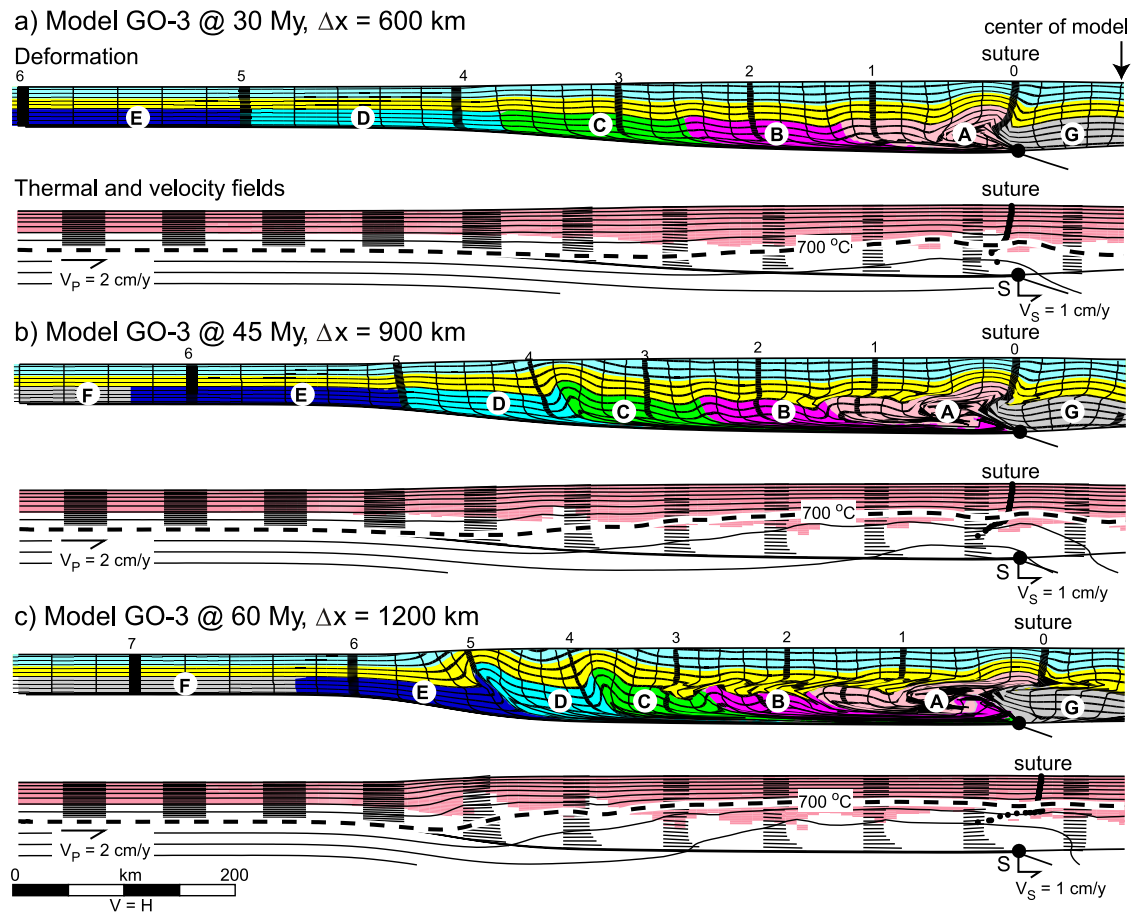 a) Model GO-3 @ 30 My, Δx = 600 km
center of model
Deformation
suture
6 5 4 3 2 1 0
E D C B A G
Thermal and velocity fields
suture
700 °C
V_P = 2 cm/y
S
V_S = 1 cm/y
b) Model GO-3 @ 45 My, Δx = 900 km
suture
6 5 4 3 2 1 0
F E D C B A G
suture
700 °C
V_P = 2 cm/y
S
V_S = 1 cm/y
c) Model GO-3 @ 60 My, Δx = 1200 km
suture
7 6 5 4 3 2 1 0
F E D C B A G
suture
700 °C
V_P = 2 cm/y
S
V_S = 1 cm/y
0 km 200
V = H